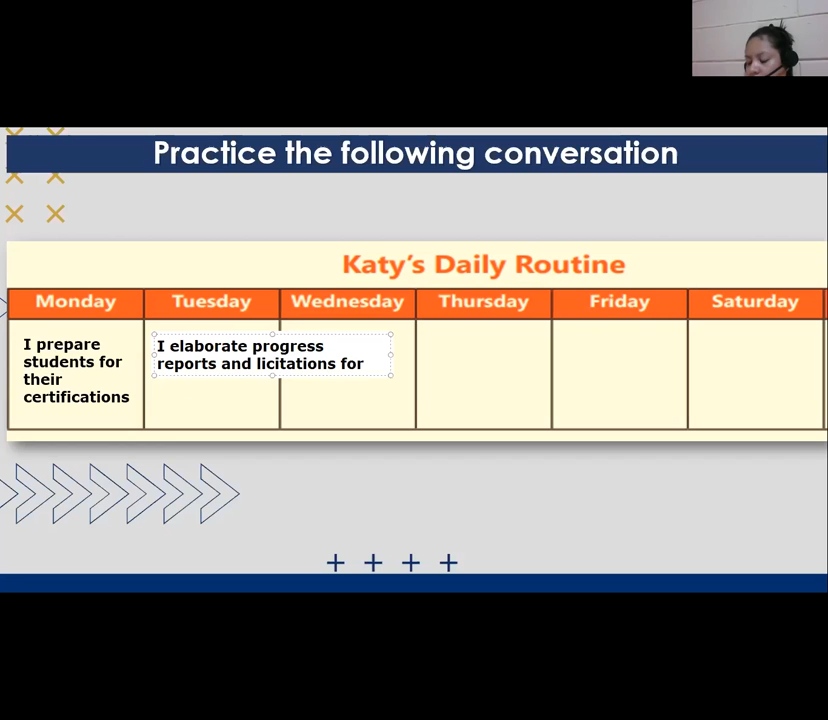 Practice the following conversation
Katy's Daily Routine
Monday Tuesday Wednesday Thursday Friday Saturday
I prepare
students for
their
certifications
I elaborate progress
reports and licitations for